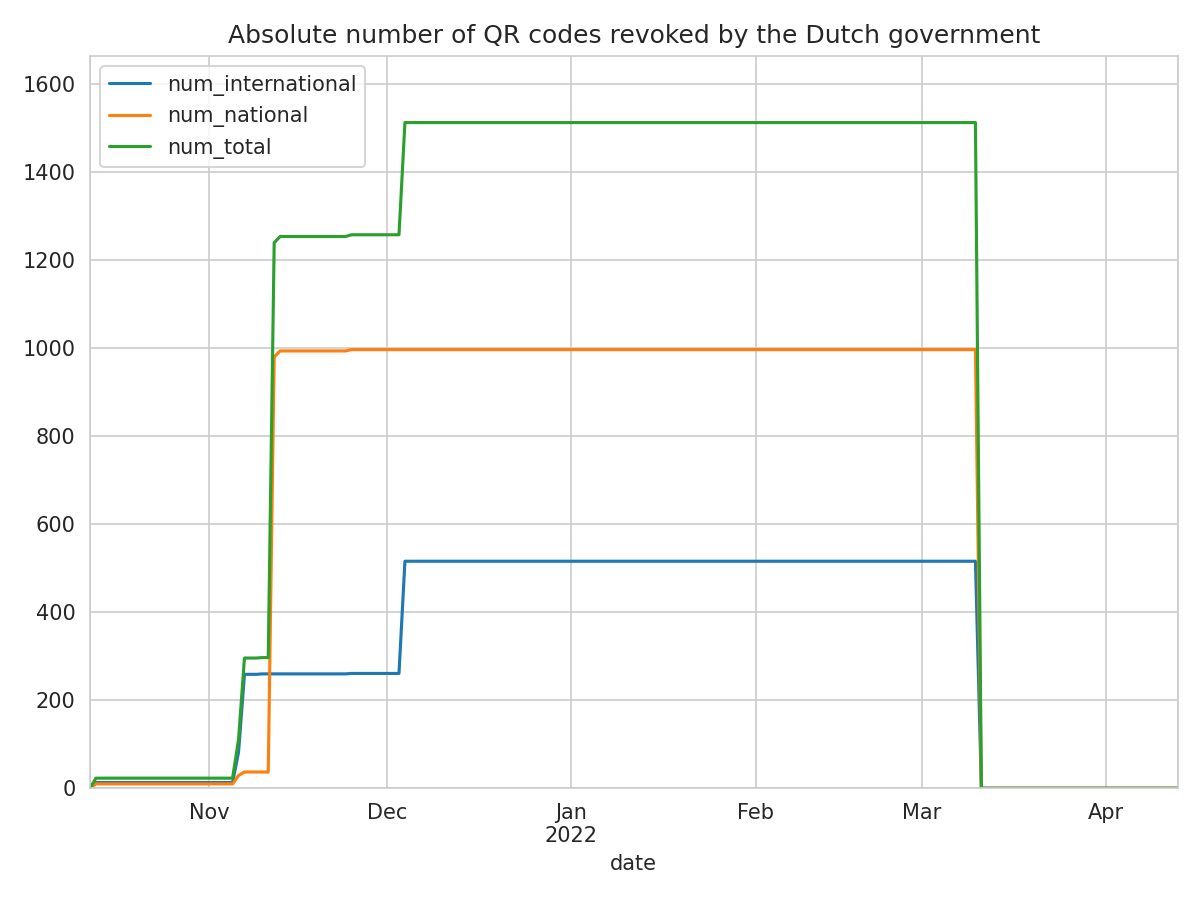 Absolute number of QR codes revoked by the Dutch government
num_international
num_national
num_total
1600
1400
1200
1000
800
600
400
200
0
Nov Dec Jan Feb Mar Apr
2022
date